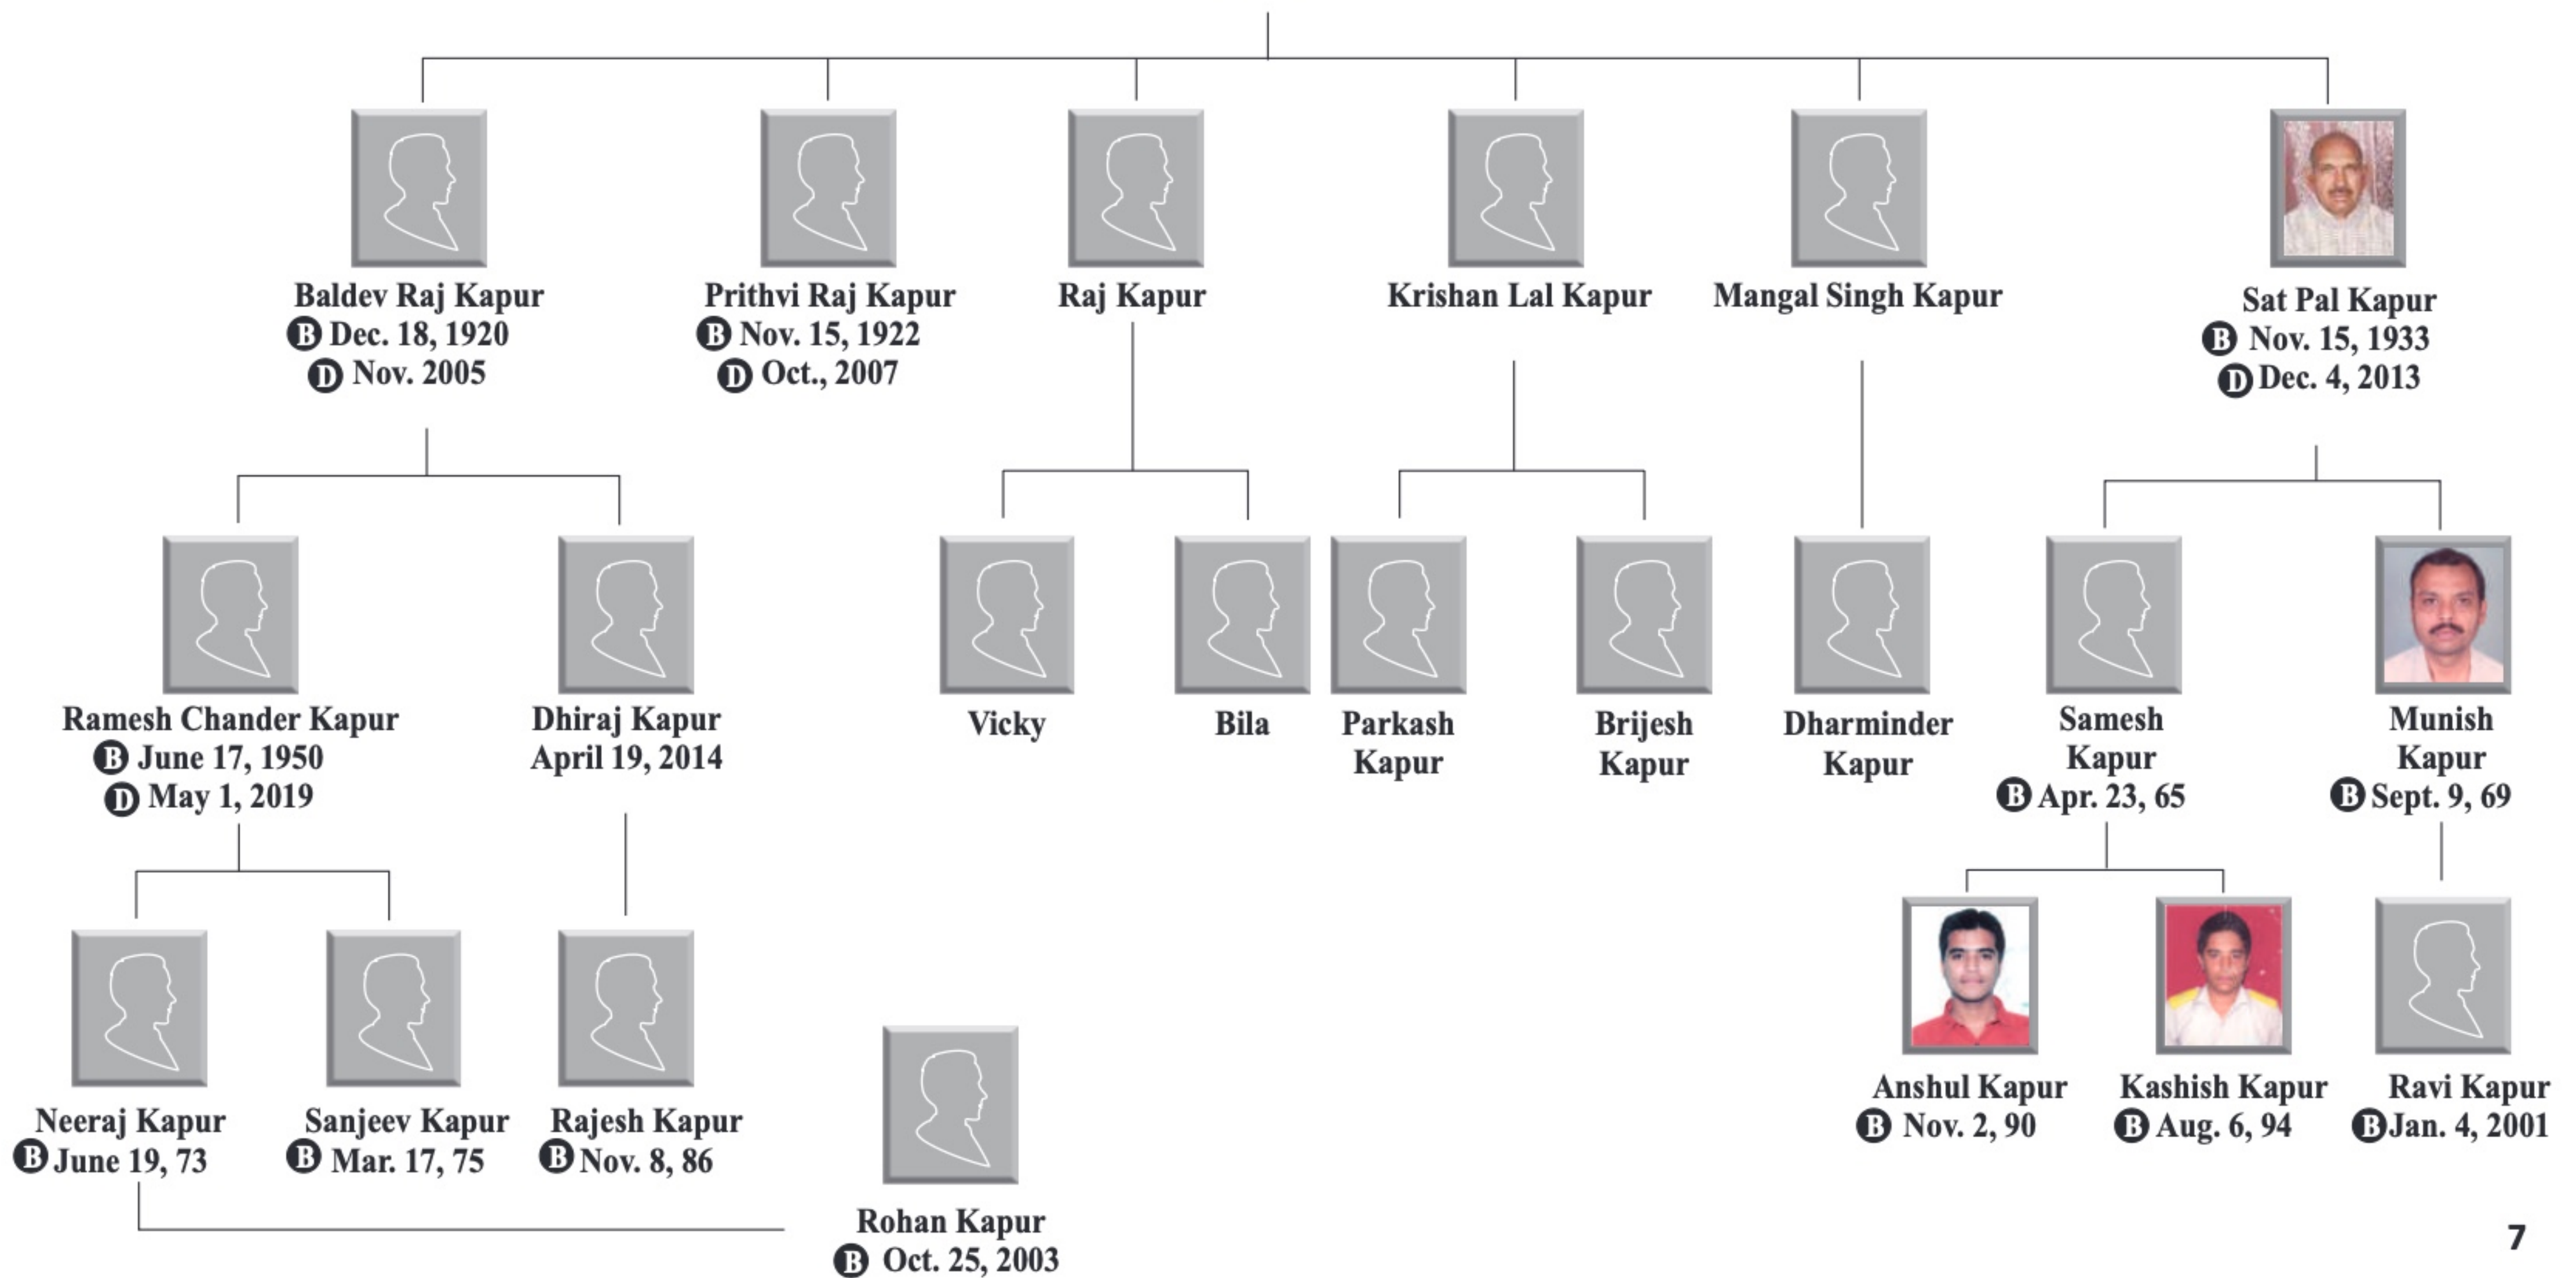 Baldev Raj Kapur
B Dec. 18, 1920
D Nov. 2005
Prithvi Raj Kapur
B Nov. 15, 1922
D Oct., 2007
Raj Kapur
Krishan Lal Kapur
Mangal Singh Kapur
Sat Pal Kapur
B Nov. 15, 1933
D Dec. 4, 2013
Ramesh Chander Kapur
B June 17, 1950
D May 1, 2019
Dhiraj Kapur
April 19, 2014
Vicky
Bila
Parkash
Kapur
Brijesh
Kapur
Dharminder
Kapur
Samesh
Kapur
B Apr. 23, 65
Munish
Kapur
B Sept. 9, 69
Neeraj Kapur
B June 19, 73
Sanjeev Kapur
B Mar. 17, 75
Rajesh Kapur
B Nov. 8, 86
Rohan Kapur
B Oct. 25, 2003
Anshul Kapur
B Nov. 2, 90
Kashish Kapur
B Aug. 6, 94
Ravi Kapur
B Jan. 4, 2001
7